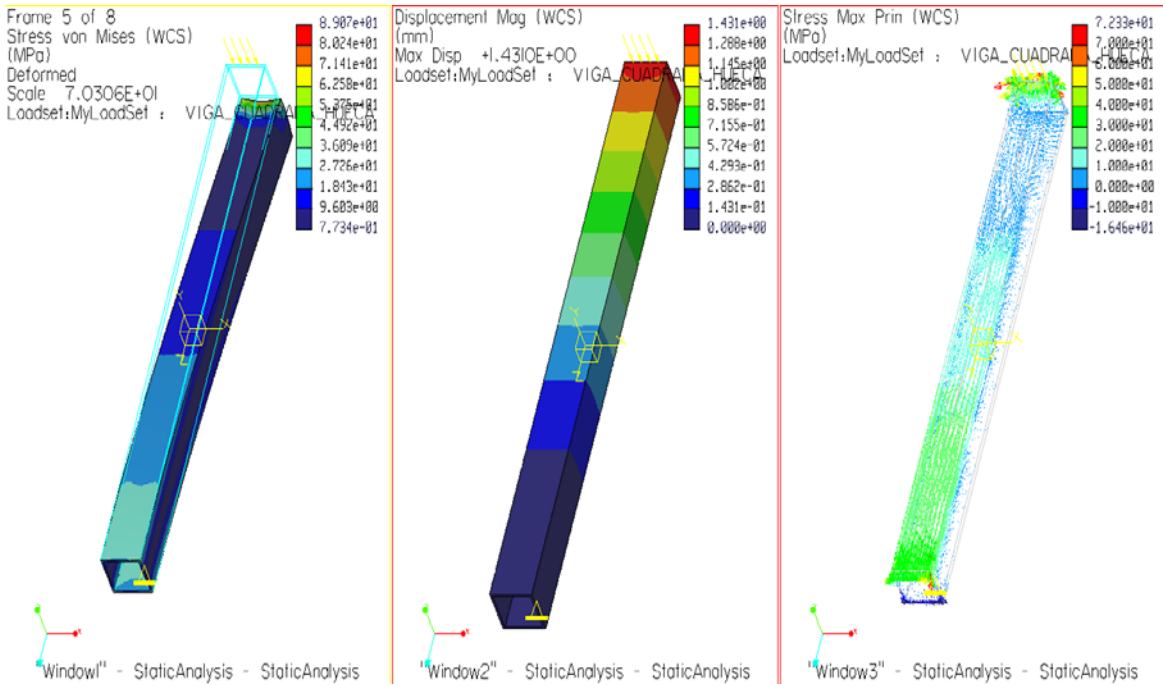 Frame 5 of 8
Stress von Mises (WCS)
(MPa)
Deformed
Scale 7.0306E+01
Loadset:MyLoadSet : VIGA_CUADRADA_HUECA
8.907e+01
8.024e+01
7.141e+01
6.258e+01
5.375e+01
4.492e+01
3.609e+01
2.726e+01
1.843e+01
9.603e+00
7.734e-01
"Window1" - StaticAnalysis - StaticAnalysis
Displacement Mag (WCS)
(mm)
Max Disp +1.4310E+00
Loadset:MyLoadSet : VIGA_CUADRADA_HUECA
1.431e+00
1.288e+00
1.145e+00
1.002e+00
8.586e-01
7.155e-01
5.724e-01
4.293e-01
2.862e-01
1.431e-01
0.000e+00
"Window2" - StaticAnalysis - StaticAnalysis
Stress Max Prin (WCS)
(MPa)
Loadset:MyLoadSet : VIGA_CUADRADA_HUECA
7.233e+01
7.000e+01
6.000e+01
5.000e+01
4.000e+01
3.000e+01
2.000e+01
1.000e+01
0.000e+00
-1.000e+01
-1.646e+01
"Window3" - StaticAnalysis - StaticAnalysis